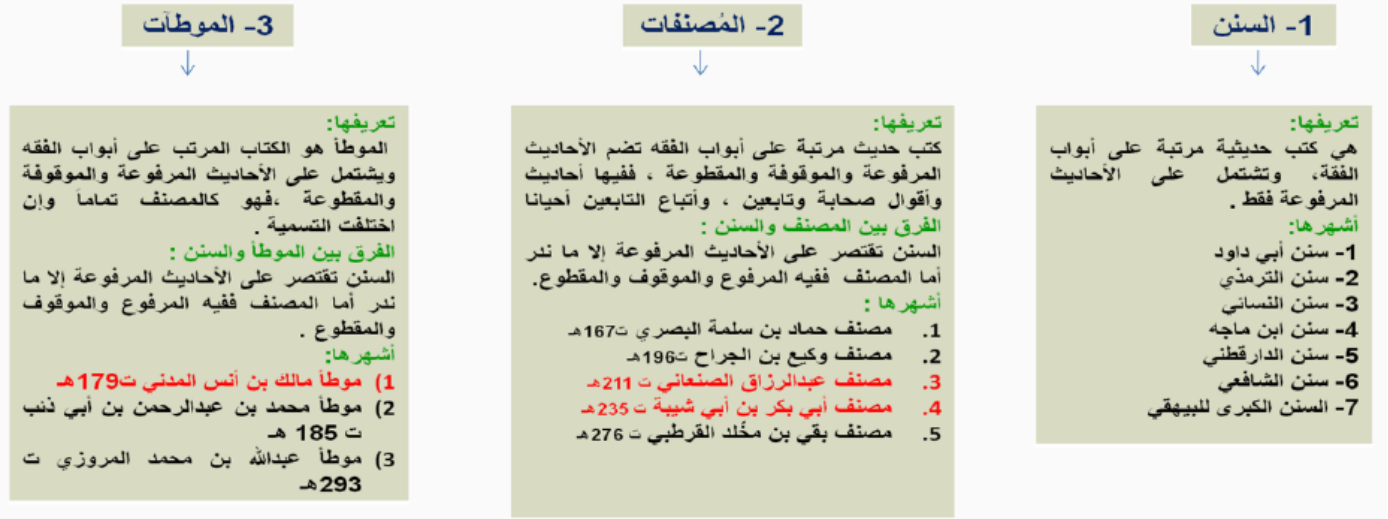 1- السنن
تعريفها:
هي كتب حديثية مرتبة على أبواب
الفقة، وتشتمل على الأحاديث
المرفوعة فقط .
أشهرها:
1- سنن أبي داود
2- سنن الترمذي
3- سنن النسائي
4- سنن ابن ماجه
5- سنن الدارقطني
6- سنن الشافعي
7- السنن الكبرى للبيهقي
2- المُصنفات
تعريفها:
كتب حديث مرتبة على أبواب الفقه تضم الأحاديث
المرفوعة والموقوفة والمقطوعة ، ففيها أحاديث
وأقوال صحابة وتابعين ، وأتباع التابعين أحيانا
الفرق بين المصنف والسنن :
السنن تقتصر على الأحاديث المرفوعة إلا ما ندر
أما المصنف ففيه المرفوع والموقوف والمقطوع.
أشهرها :
1. مصنف حماد بن سلمة البصري ت167هـ
2. مصنف وكيع بن الجراح ت196هـ
3. مصنف عبدالرزاق الصنعاني ت 211هـ
4. مصنف أبي بكر بن أبي شيبة ت 235هـ
5. مصنف بقي بن مخّلد القرطبي ت 276هـ
3- الموطآت
تعريفها:
الموطأ هو الكتاب المرتب على أبواب الفقه
ويشتمل على الأحاديث المرفوعة والموقوفة
والمقطوعة ،فهو كالمصنف تماماً وإن
اختلفت التسمية .
الفرق بين الموطأ والسنن :
السنن تقتصر على الأحاديث المرفوعة إلا ما
ندر أما المصنف ففيه المرفوع والموقوف
والمقطوع .
أشهرها:
1) موطأ مالك بن أنس المدني ت179هـ
2) موطأ محمد بن عبدالرحمن بن أبي ذئب
ت 185 هـ
3) موطأ عبدالله بن محمد المروزي ت
293هـ